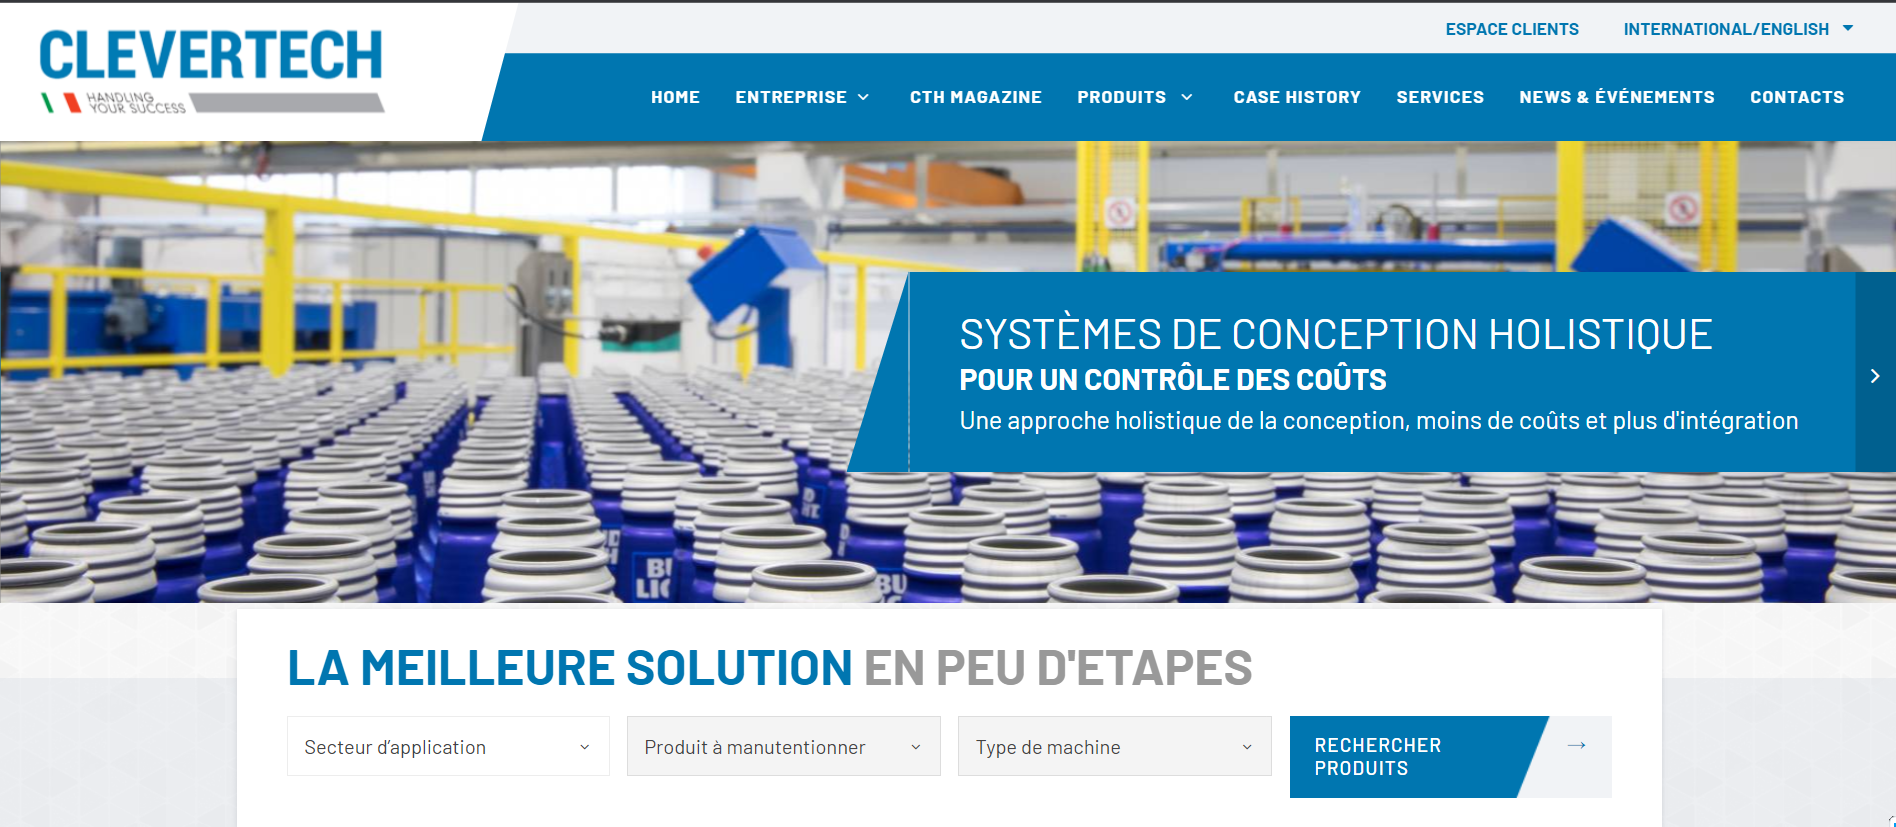 CLEVERTECH
HANDLING
YOUR SUCCESS
ESPACE CLIENTS
INTERNATIONAL/ENGLISH
HOME
ENTREPRISE
CTH MAGAZINE
PRODUITS
CASE HISTORY
SERVICES
NEWS & ÉVÉNEMENTS
CONTACTS
SYSTÈMES DE CONCEPTION HOLISTIQUE
POUR UN CONTRÔLE DES COÛTS
Une approche holistique de la conception, moins de coûts et plus d'intégration
LA MEILLEURE SOLUTION EN PEU D'ETAPES
Secteur d’application
Produit à manutentionner
Type de machine
RECHERCHER
PRODUITS